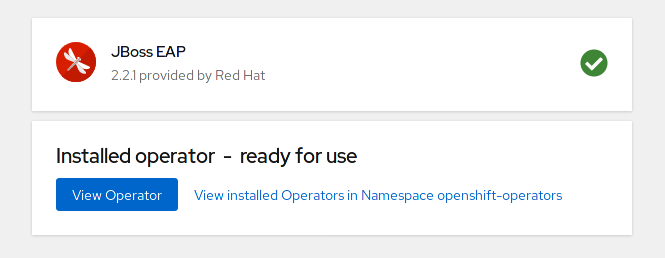 JBoss EAP
2.2.1 provided by Red Hat
Installed operator - ready for use
View Operator
View installed Operators in Namespace openshift-operators